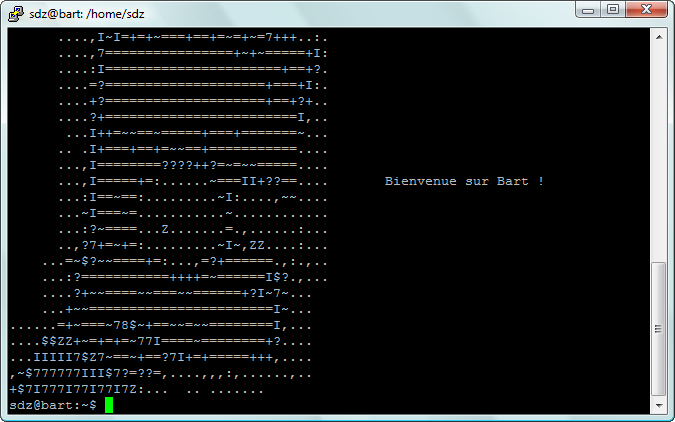 sdz@bart: /home/sdz
....,I~I=+=+~===+==+=~=+~=7+++..:.
....,7================+~+~=====+I:
....:I======================+==+?.
....=?====================+===+I:.
....+?====================+==+?+..
....?+========================I,..
...I++=~~==~=====+===+=======~...
.. .I+===+==+=~~==+===========....
...,I========????++?=~=~~=====....
...,I=====+=:......~===II+??==.... Bienvenue sur Bart !
...:I==~==:.........~I:....,~~....
...~I===~=...........~............
...:?~====...Z.......=.,......:...
..,?7+=~+=:.........~I~,ZZ....:...
...=~$?~~====+=:...,=?+======.,:.,..
...:?===========++++=~======I$?.,...
....?+~~====~~===~~======+?I~7~...
...+~~=======================I~...
......=+~====~78$~+==~~=~~========I,...
....$$ZZ+~=+=+=~77I====~========+?....
...IIIII7$Z7~==~+==?7I+=+=====+++,....
,~$777777III$7?=??=,....,,,:,......,..
+$7I777I77I77I7Z:... .. .......
sdz@bart:~$